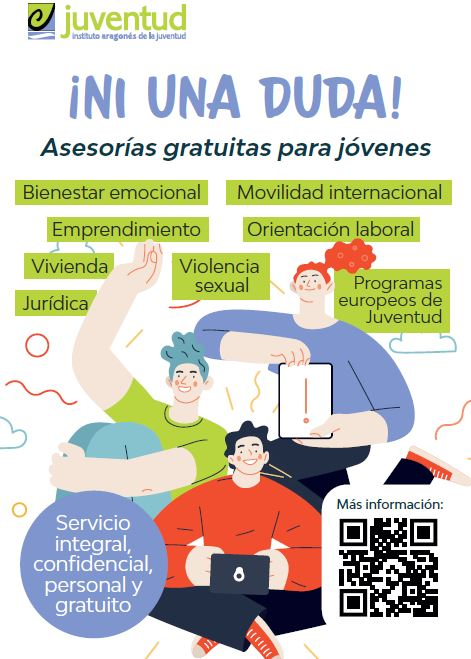 juventud
instituto aragonés de la juventud
¡NI UNA DUDA!
Asesorías gratuitas para jóvenes
Bienestar emocional
Movilidad internacional
Emprendimiento
Orientación laboral
Vivienda
Violencia
sexual
Programas
europeos de
Juventud
Jurídica
Más información:
Servicio
integral,
confidencial,
personal y
gratuito